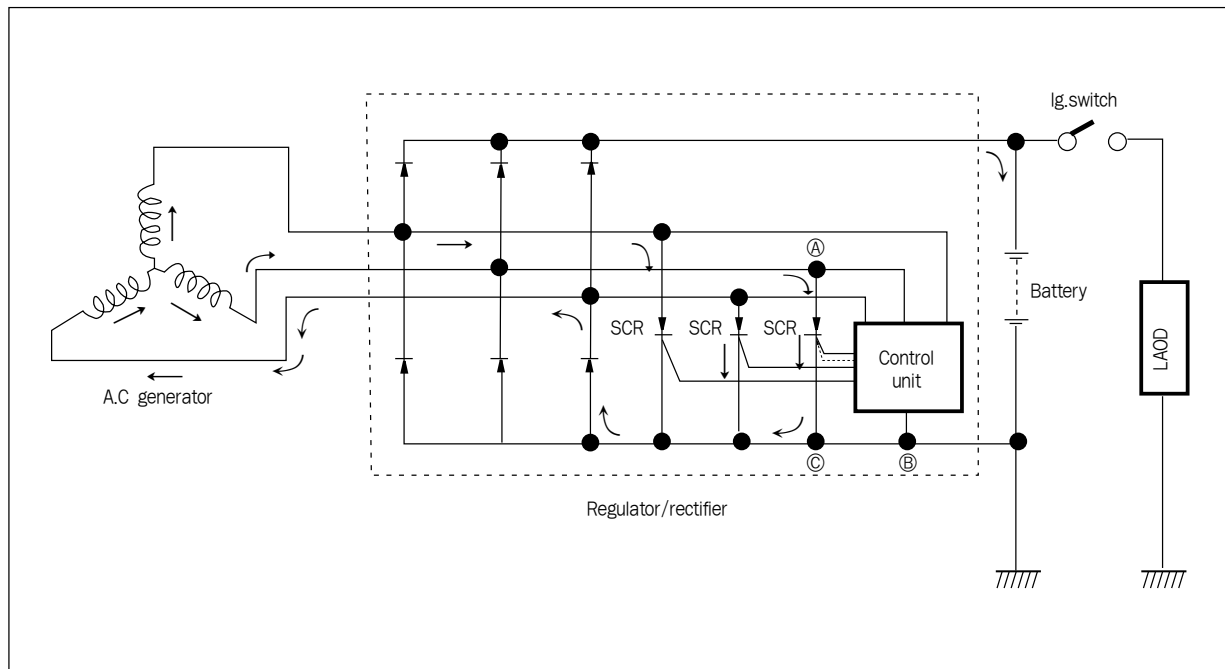 Ig.switch
Ⓐ
SCR SCR SCR
Battery
Control
unit
LAOD
A.C generator
Ⓒ Ⓑ
Regulator/rectifier